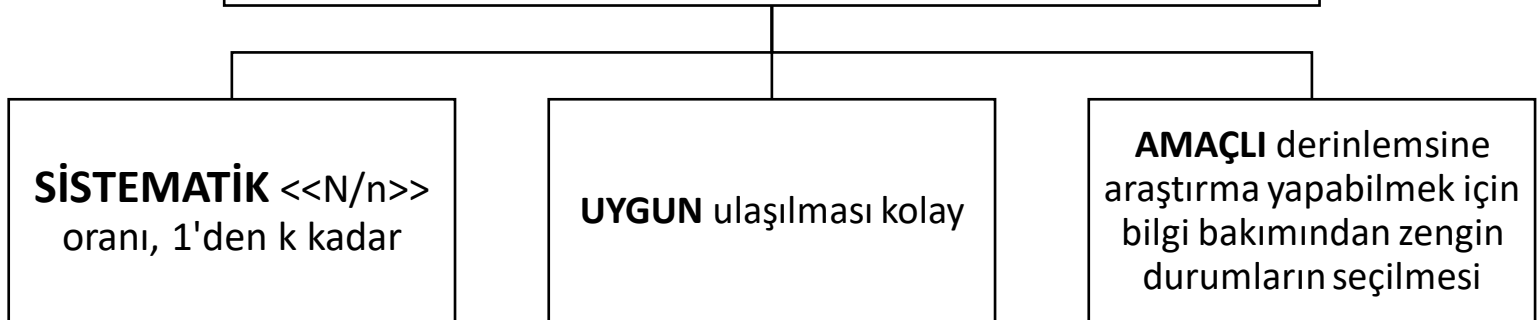 SİSTEMATİK <<N/n>>
oranı, 1'den k kadar
UYGUN ulaşılması kolay
AMAÇLI derinlemsine
araştırma yapabilmek için
bilgi bakımından zengin
durumların seçilmesi